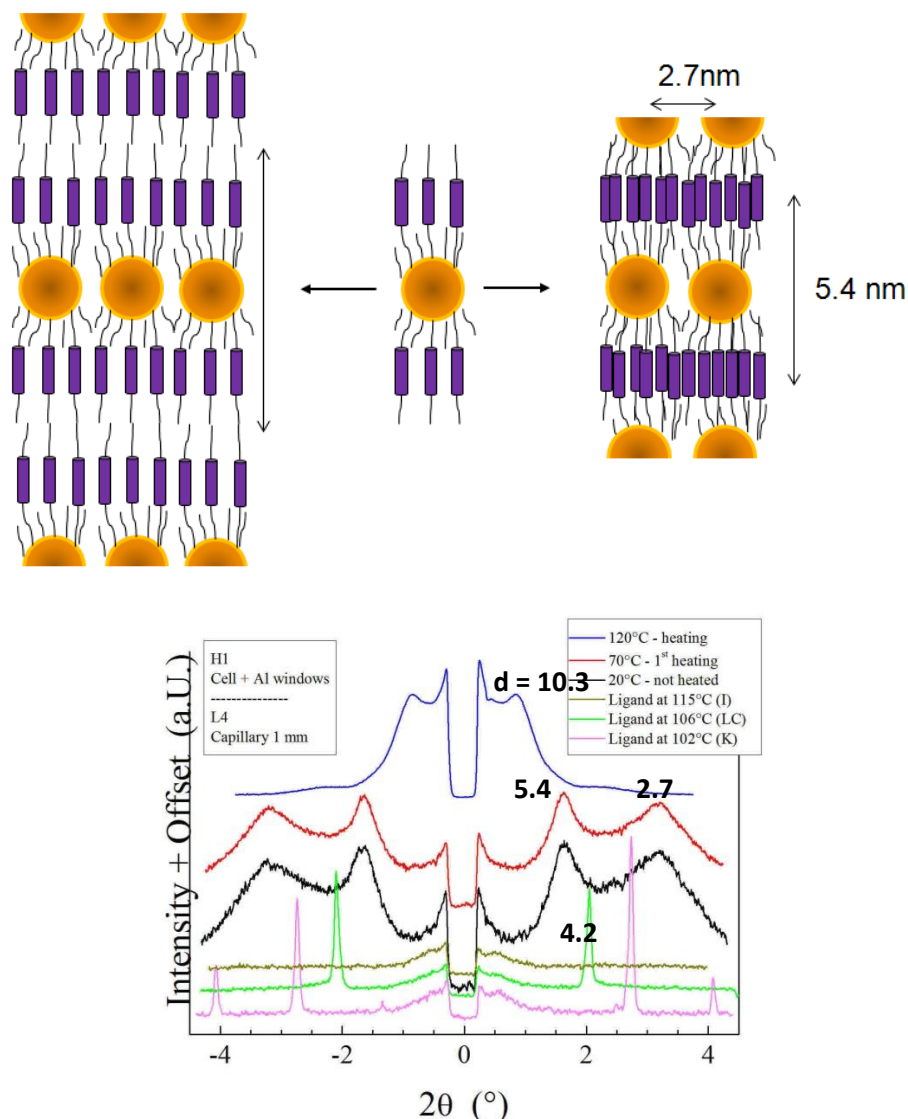 2.7nm
5.4 nm
H1
Cell + Al windows
---------------
L4
Capillary 1 mm
d = 10.3
120°C - heating
70°C - 1st heating
20°C - not heated
Ligand at 115°C (I)
Ligand at 106°C (LC)
Ligand at 102°C (K)
5.4
2.7
4.2
Intensity + Offset (a.U.)
-4
-2
0
2
4
2θ (°)